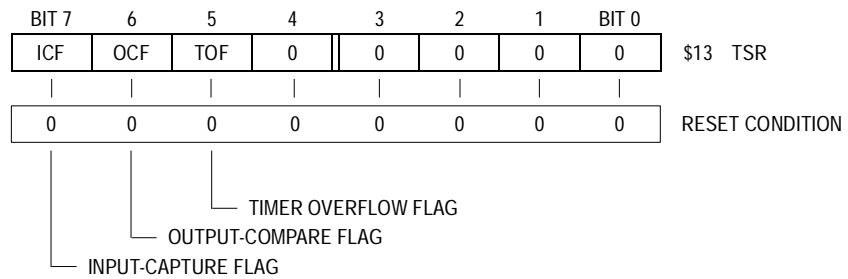 BIT 7 6 5 4 3 2 1 BIT 0
ICF OCF TOF 0 0 0 0 0 $13 TSR
0 0 0 0 0 0 0 0 RESET CONDITION
TIMER OVERFLOW FLAG
OUTPUT-COMPARE FLAG
INPUT-CAPTURE FLAG